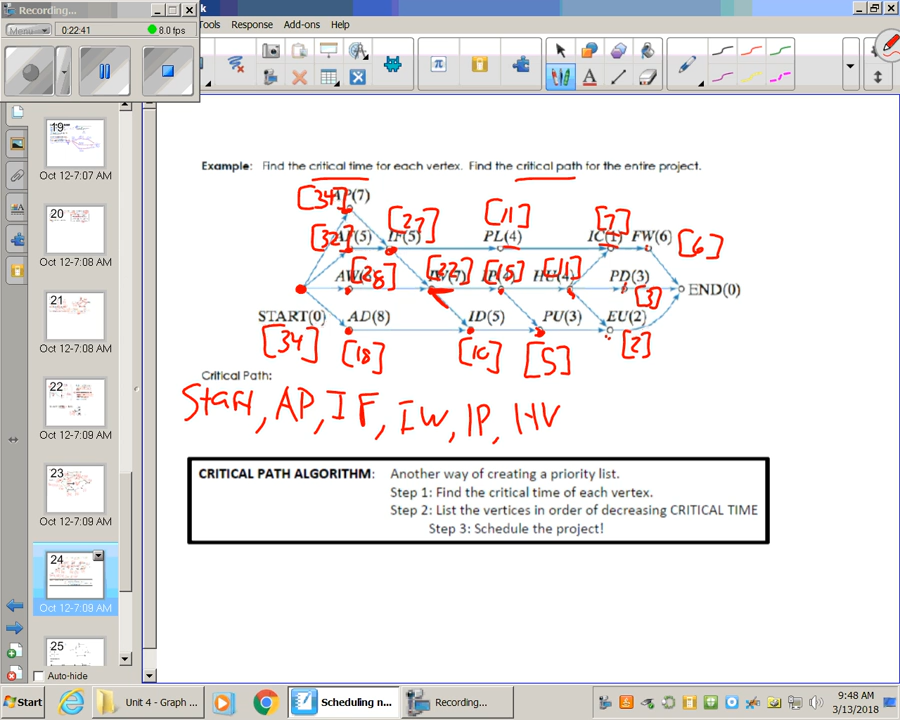 Recording...
Menu
0:22:41
8.0 fps
Tools Response Add-ons Help
19
Oct 12-7:07 AM
20
Oct 12-7:08 AM
21
Oct 12-7:08 AM
22
Oct 12-7:08 AM
23
Oct 12-7:09 AM
24
Oct 12-7:09 AM
25
Auto-hide
Example: Find the critical time for each vertex. Find the critical path for the entire project.
[34] AP(7)
[32] AF(5) [27] IF(5) [11] PL(4) [7] IC(1) FW(6) [6]
[28] [22] IW(7) [15] IP(4) [11] HU(4) PD(3) [3] END(0)
START(0) AD(8) ID(5) PU(3) EU(2)
[34] [18] [10] [5] [2]
Critical Path:
Start, AP, IF, IW, IP, HU
CRITICAL PATH ALGORITHM: Another way of creating a priority list.
Step 1: Find the critical time of each vertex.
Step 2: List the vertices in order of decreasing CRITICAL TIME
Step 3: Schedule the project!
Start
Unit 4 - Graph ...
Scheduling n...
Recording...
9:48 AM
3/13/2018